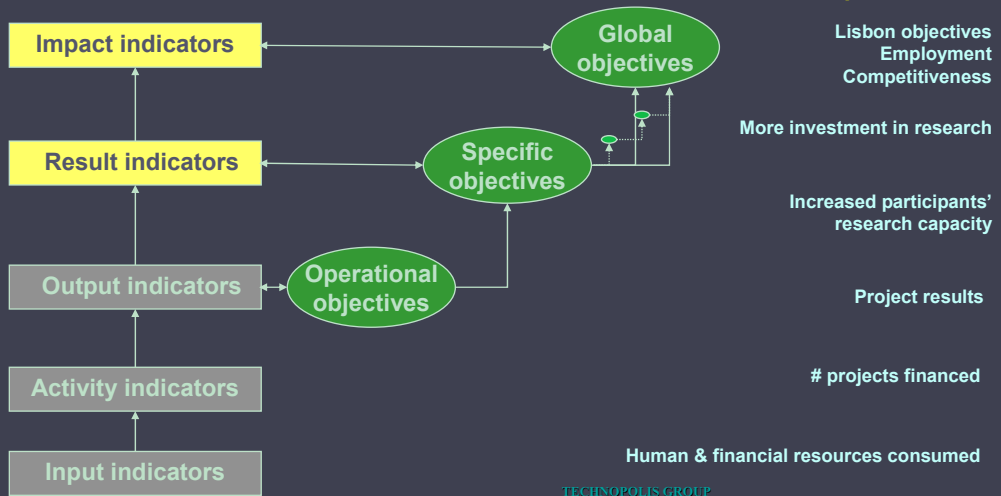 Impact indicators
Global
objectives
Lisbon objectives
Employment
Competitiveness
More investment in research
Result indicators
Specific
objectives
Increased participants'
research capacity
Output indicators
Operational
objectives
Project results
Activity indicators
# projects financed
Input indicators
Human & financial resources consumed
TECHNOPOLIS GROUP